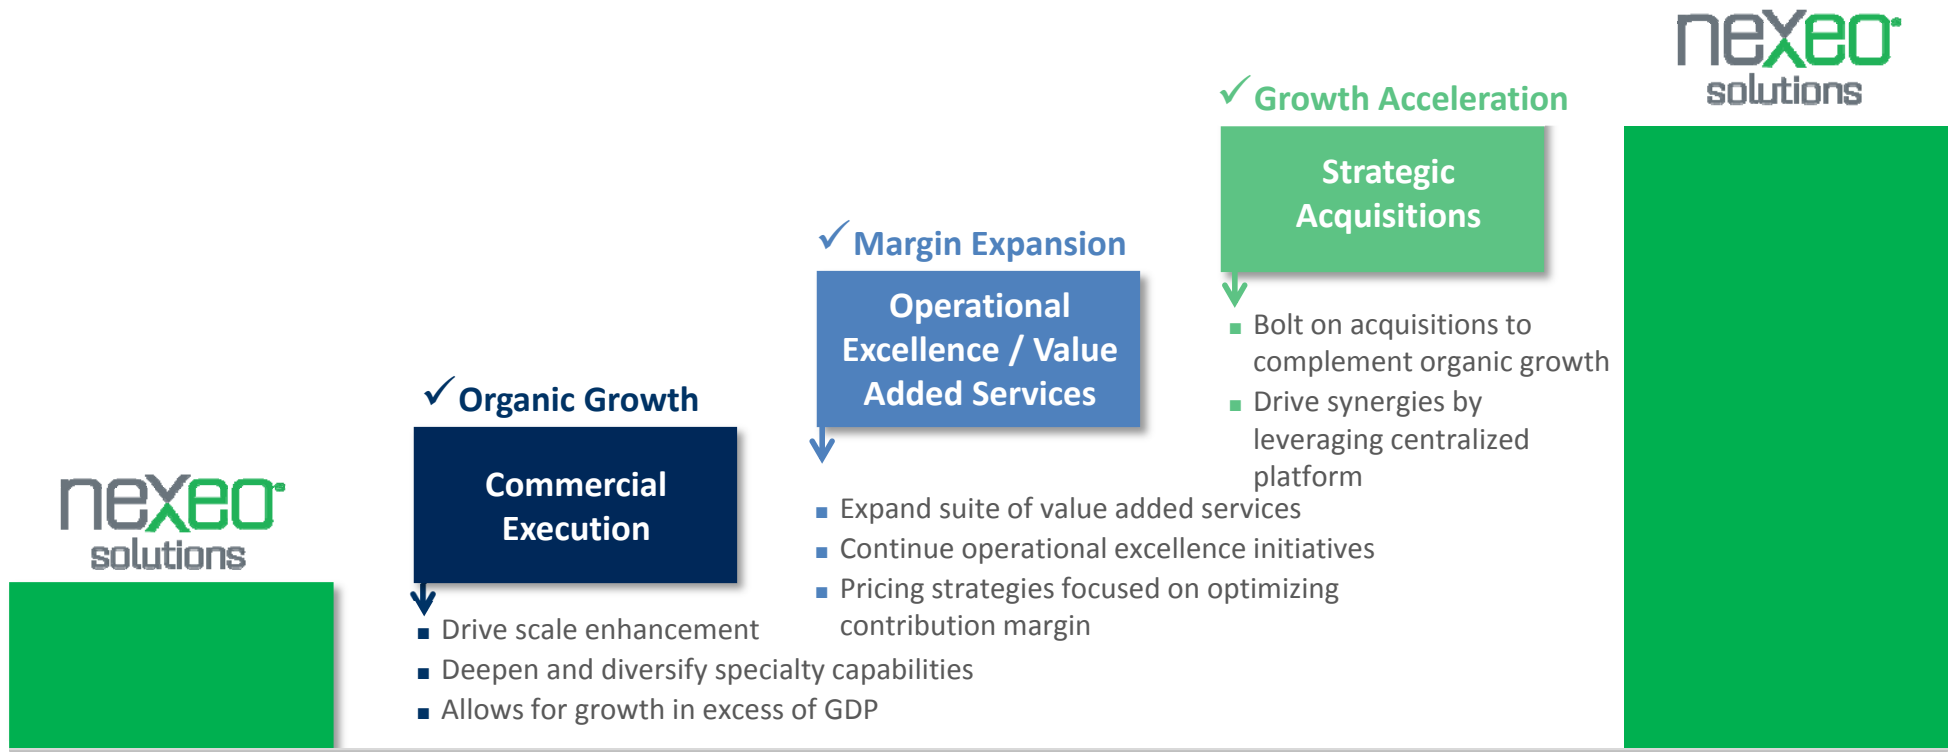 nexeo
solutions
✓ Organic Growth
Commercial
Execution
▪ Drive scale enhancement
▪ Deepen and diversify specialty capabilities
▪ Allows for growth in excess of GDP
✓ Margin Expansion
Operational
Excellence / Value
Added Services
▪ Expand suite of value added services
▪ Continue operational excellence initiatives
▪ Pricing strategies focused on optimizing
contribution margin
✓ Growth Acceleration
Strategic
Acquisitions
▪ Bolt on acquisitions to
complement organic growth
▪ Drive synergies by
leveraging centralized
platform
nexeo
solutions